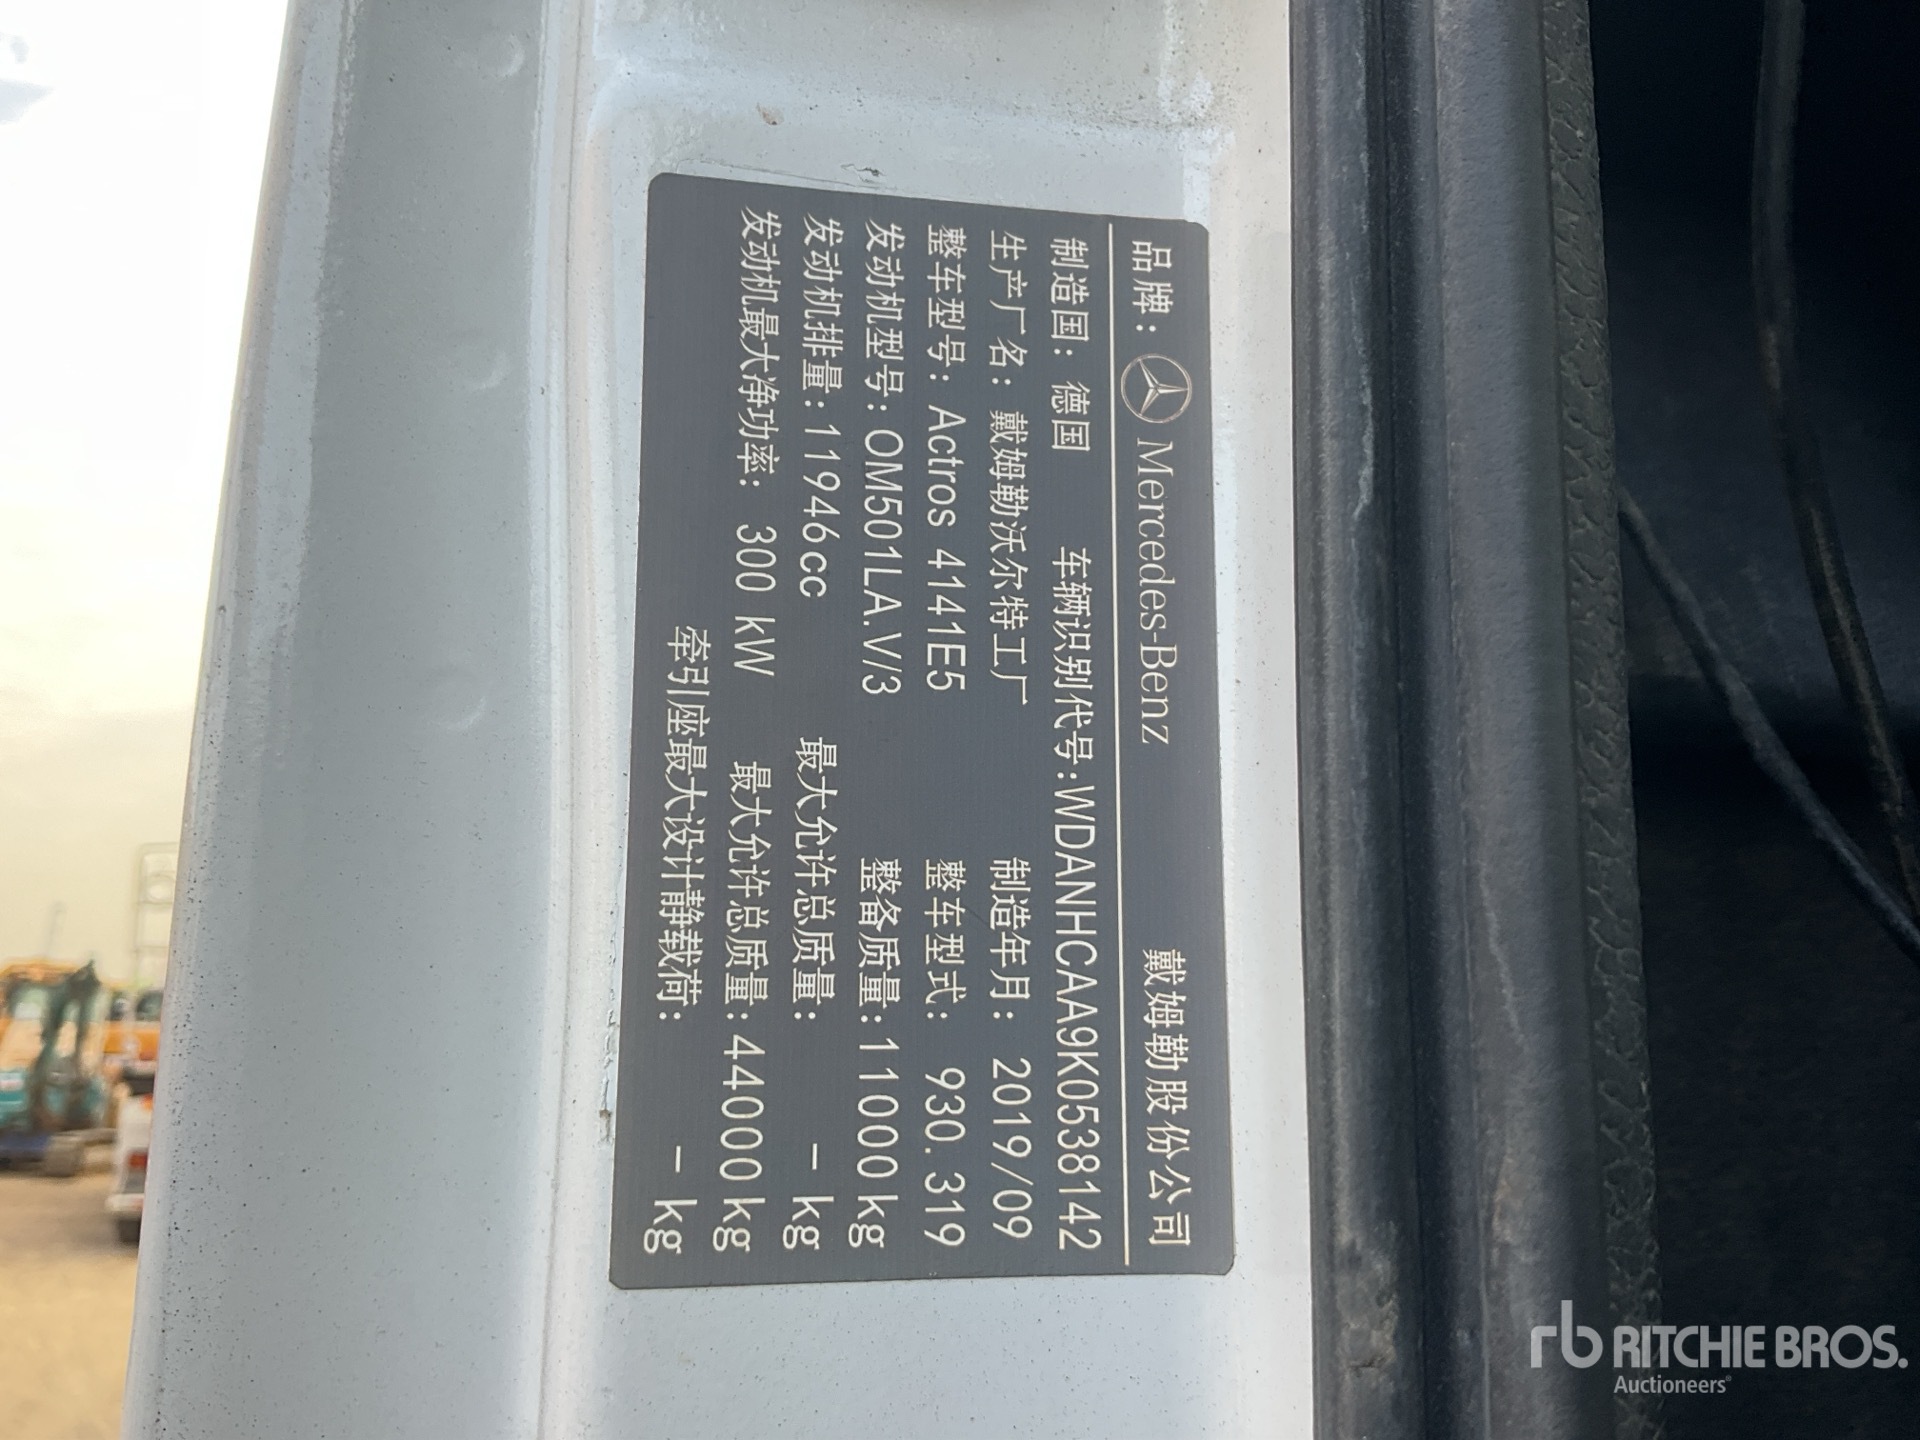 品牌： Mercedes-Benz 戴姆勒股份公司
制造国：德国 车辆识别代号:WDANHCAA9K0538142
生产厂名：戴姆勒沃尔特工厂 制造年月：2019/09
整车型号：Actros 4141E5 整车型式：930.319
发动机型号：OM501LA.V/3 整备质量：11000kg
发动机排量：11946cc 最大允许总质量： - kg
发动机最大净功率： 300 kW 最大允许总质量：44000kg
牵引座最大设计静载荷： - kg
rb RITCHIE BROS.
Auctioneers